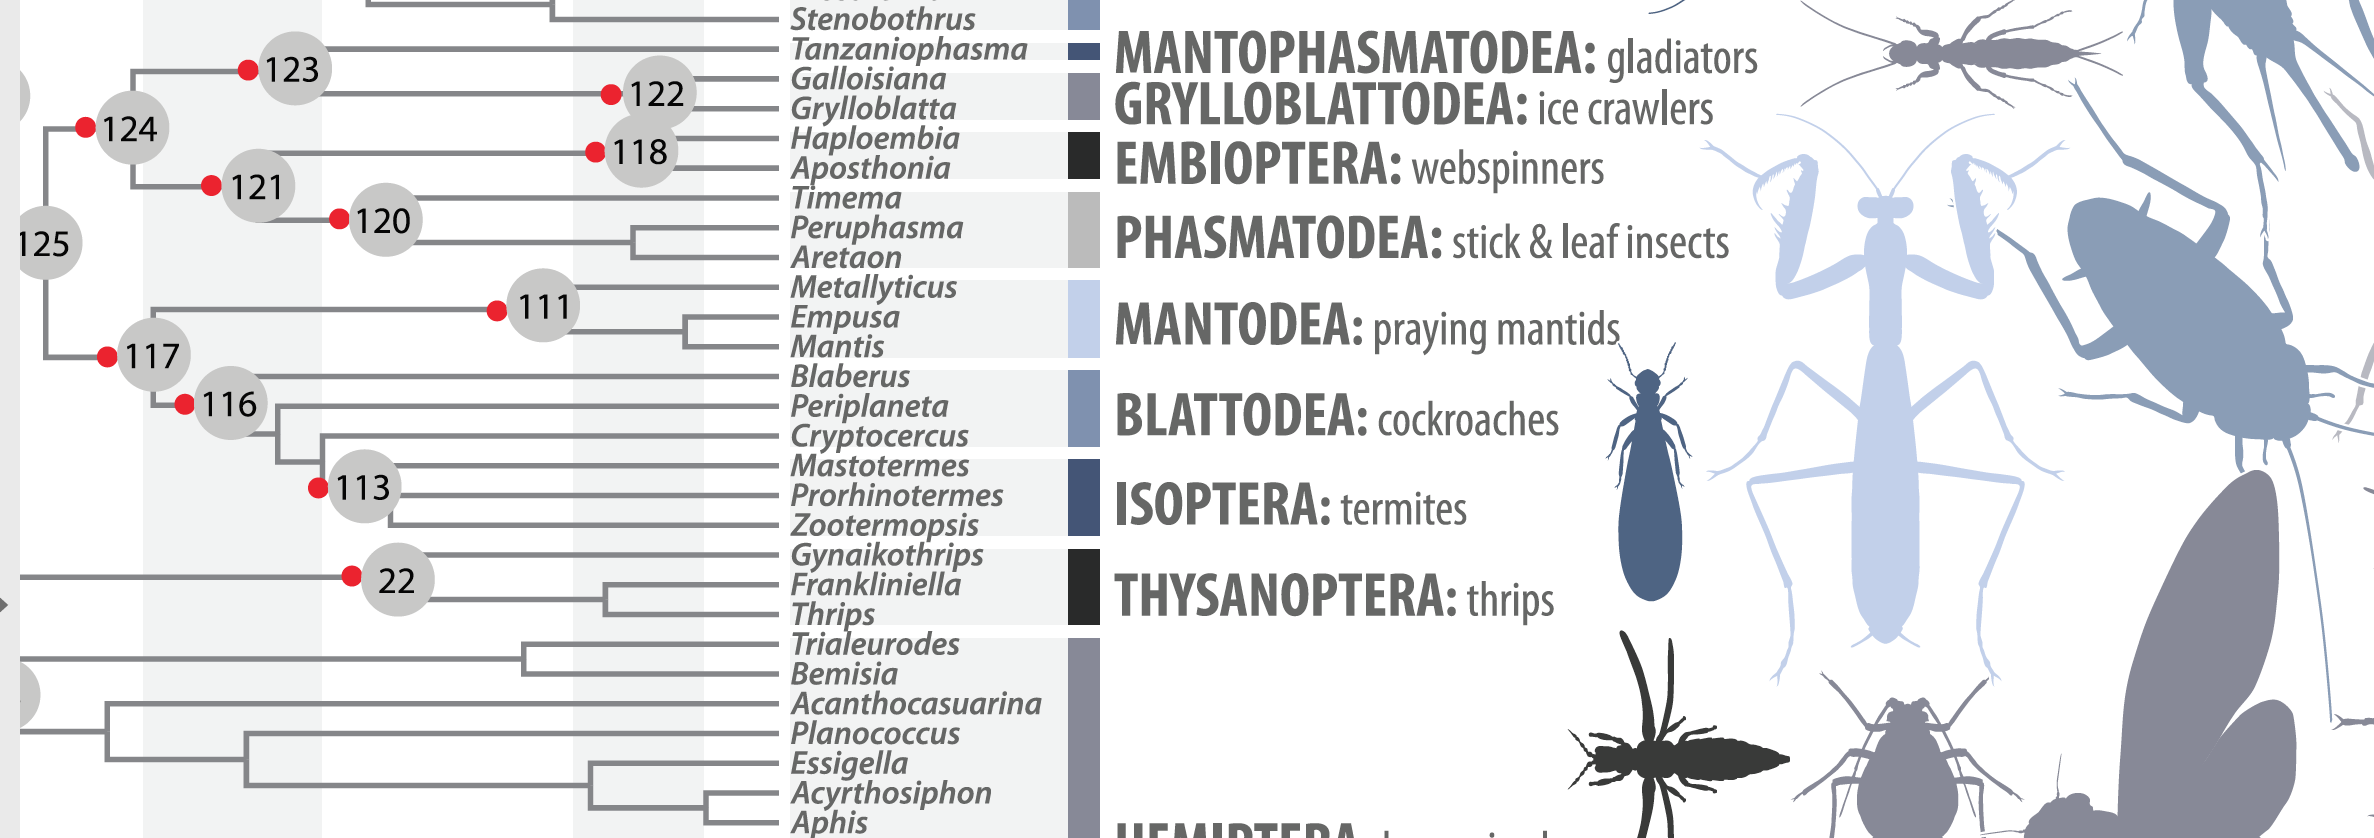 Stenobothrus
Tanzaniophasma
Galloisiana
Grylloblatta
Haploembia
Aposthonia
Timema
Peruphasma
Aretaon
Metallyticus
Empusa
Mantis
Blaberus
Periplaneta
Cryptocercus
Mastotermes
Prorhinotermes
Zootermopsis
Gynaikothrips
Frankliniella
Thrips
Trialeurodes
Bemisia
Acanthocasuarina
Planococcus
Essigella
Acyrthosiphon
Aphis
123
122
124
118
121
120
125
111
117
116
113
22
MANTOPHASMATODEA: gladiators
GRYLLOBLATTODEA: ice crawlers
EMBIOPTERA: webspinners
PHASMATODEA: stick & leaf insects
MANTODEA: praying mantids
BLATTODEA: cockroaches
ISOPTERA: termites
THYSANOPTERA: thrips